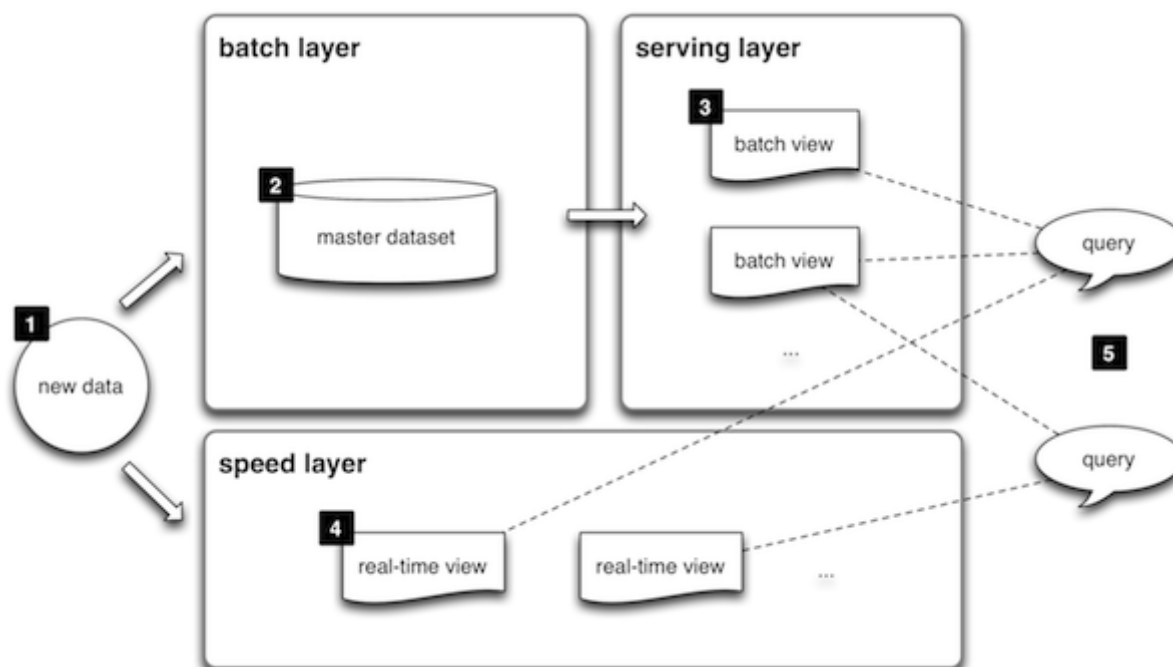 batch layer
serving layer
3
batch view
2
master dataset
batch view
query
1
new data
...
5
speed layer
query
4
real-time view
real-time view
...